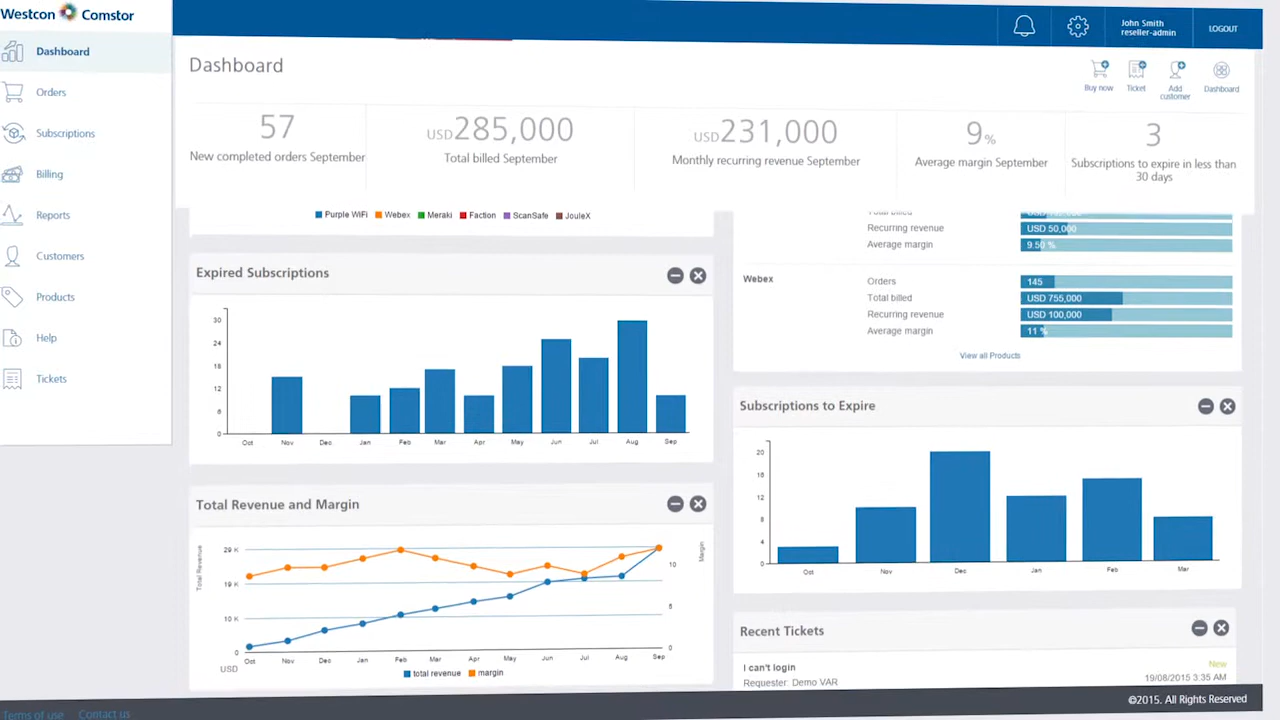 Westcon Comstor
John Smith
reseller-admin
LOGOUT
Dashboard
Orders
Subscriptions
Billing
Reports
Customers
Products
Help
Tickets
Dashboard
Buy now
Ticket
Add
customer
Dashboard
57
New completed orders September
USD285,000
Total billed September
USD231,000
Monthly recurring revenue September
9%
Average margin September
3
Subscriptions to expire in less than
30 days
Purple WiFi Webex Meraki Faction ScanSafe JouleX
Total billed
Recurring revenue USD 50,000
Average margin 9.50 %
Webex
Orders 145
Total billed USD 755,000
Recurring revenue USD 100,000
Average margin 11 %
View all Products
Expired Subscriptions
30
24
18
12
6
0
Oct Nov Dec Jan Feb Mar Apr May Jun Jul Aug Sep
Subscriptions to Expire
20
16
12
8
4
0
Oct Nov Dec Jan Feb Mar
Total Revenue and Margin
Total Revenue
Margin
29 K
19 K
10 K
0
10
5
0
USD
Oct Nov Dec Jan Feb Mar Apr May Jun Jul Aug Sep
total revenue margin
Recent Tickets
I can't login
New
Requester: Demo VAR
19/08/2015 3:35 AM
©2015. All Rights Reserved
Terms of use Contact us